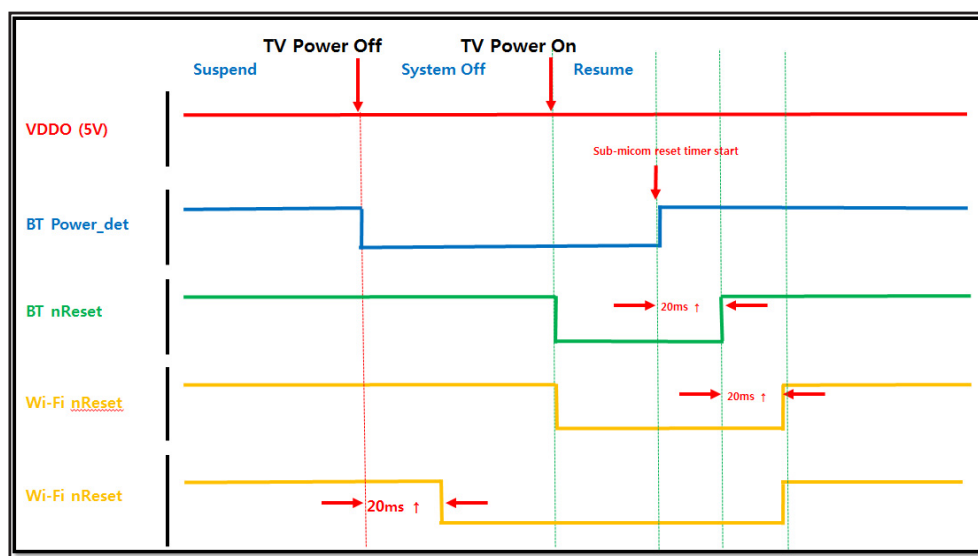 TV Power Off TV Power On
Suspend System Off Resume
VDDO (5V)
Sub-micom reset timer start
BT Power_det
BT nReset
20ms ↑
Wi-Fi nReset
20ms ↑
Wi-Fi nReset
20ms ↑